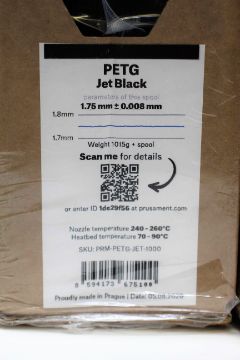 PETG
Jet Black
parameters of this spool
1.75 mm ± 0.008 mm
1.8mm
1.7mm
Weight 1015g + spool
Scan me for details
or enter ID 1de29f56 at prusament.com
Nozzle temperature 240 - 260°C
Heatbed temperature 70 - 90°C
SKU: PRM-PETG-JET-1000
8 594173 675100
Proudly made in Prague | Date: 05.08.2020